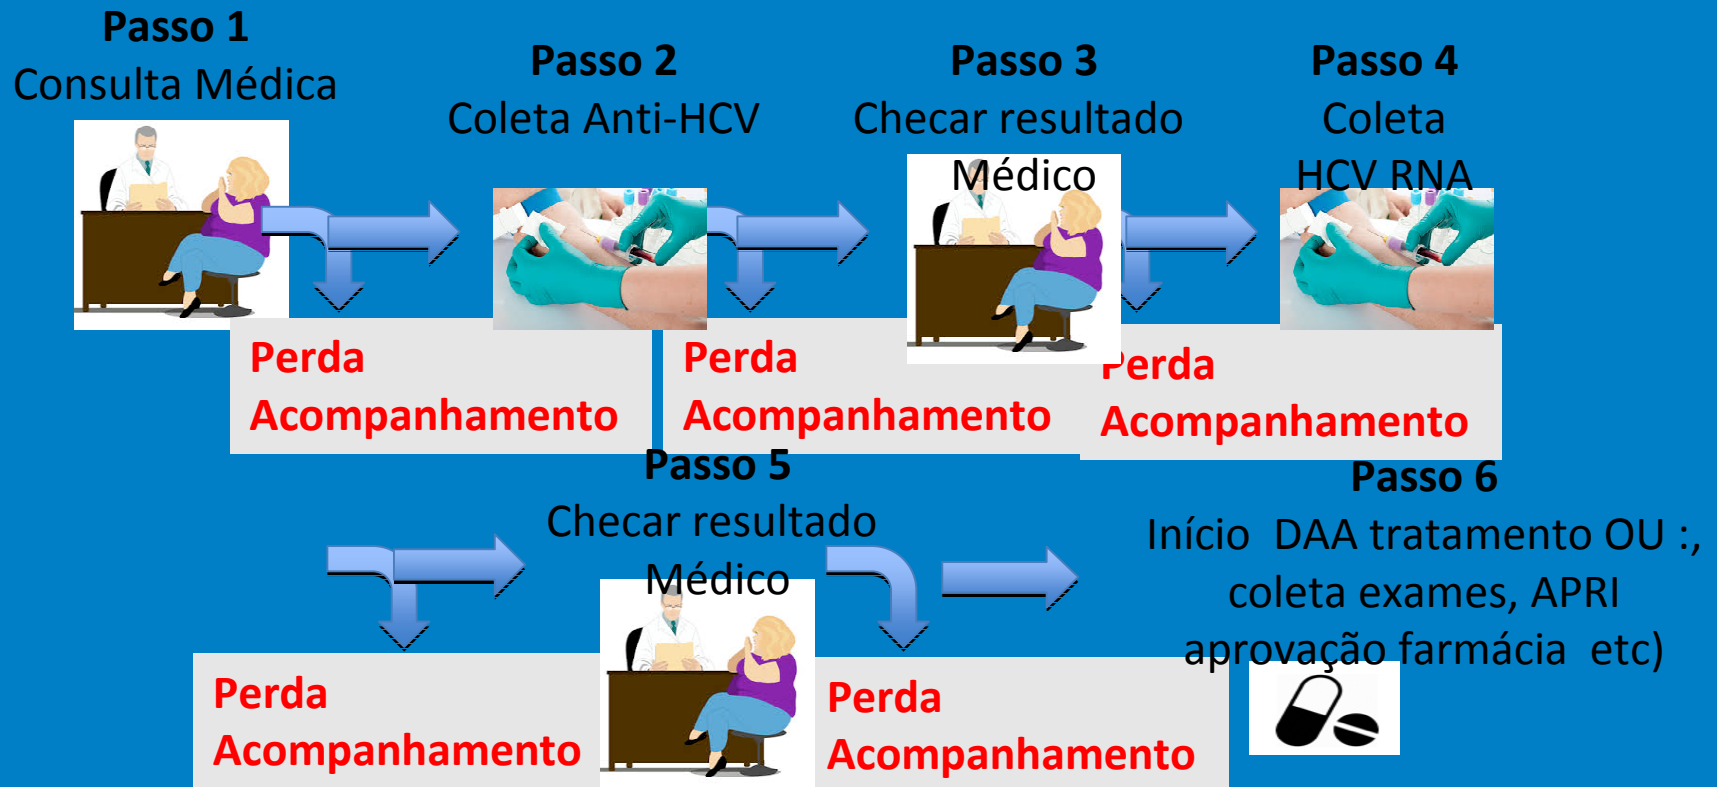 Passo 1
Consulta Médica
Passo 2
Coleta Anti-HCV
Passo 3
Checar resultado
Médico
Passo 4
Coleta
HCV RNA
Perda
Acompanhamento
Perda
Acompanhamento
Perda
Acompanhamento
Passo 5
Checar resultado
Médico
Passo 6
Início DAA tratamento OU :,
coleta exames, APRI
aprovação farmácia etc)
Perda
Acompanhamento
Perda
Acompanhamento